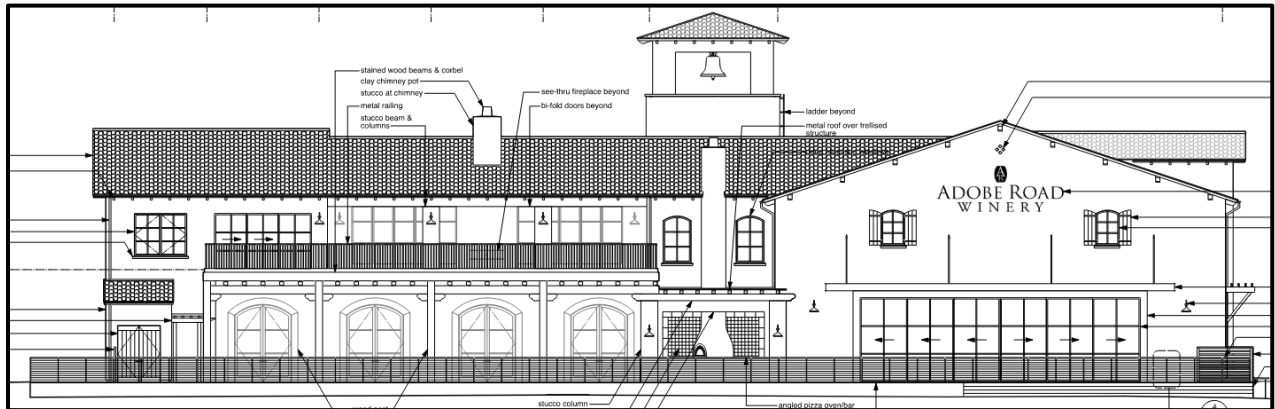 stained wood beams & corbel
clay chimney pot
stucco at chimney
metal railing
stucco beam &
columns
see-thru fireplace beyond
bi-fold doors beyond
ladder beyond
metal roof over trellised
structure
ADOBE ROAD
WINERY
stucco column
angled pizza oven/bar
4